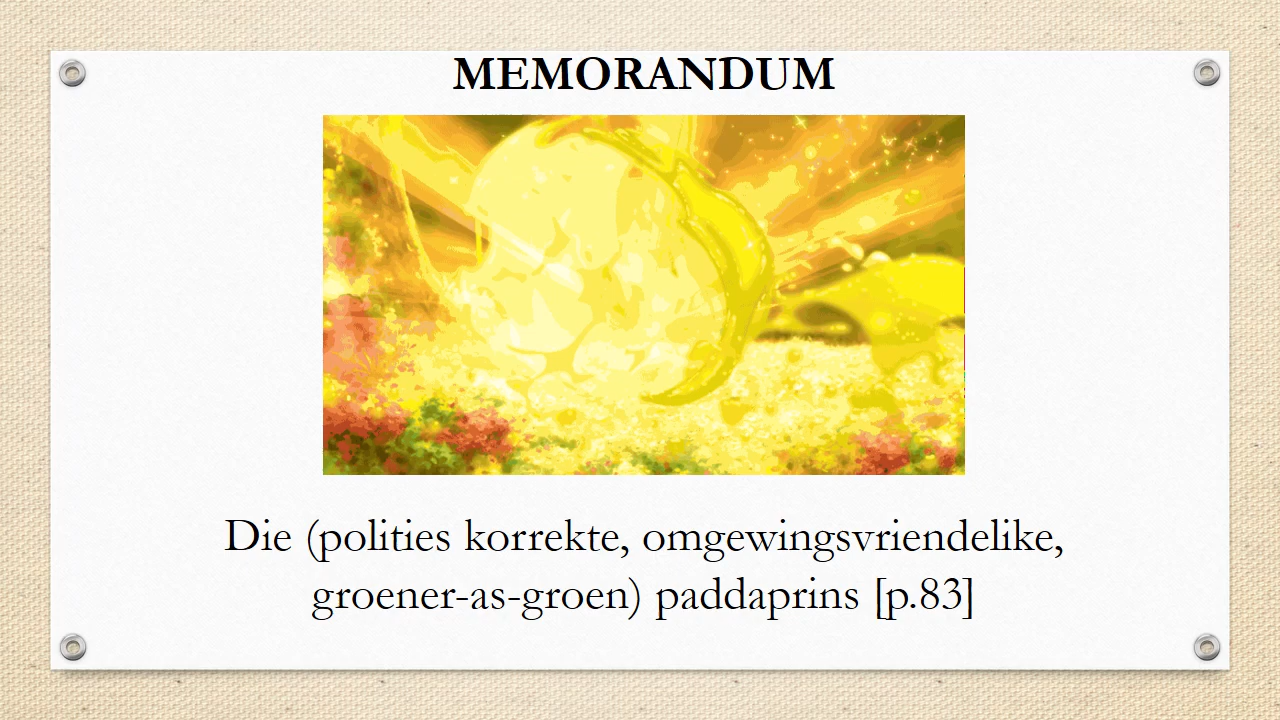 MEMORANDUM
Die (polities korrekte, omgewingsvriendelike,
groener-as-groen) paddaprins [p.83]